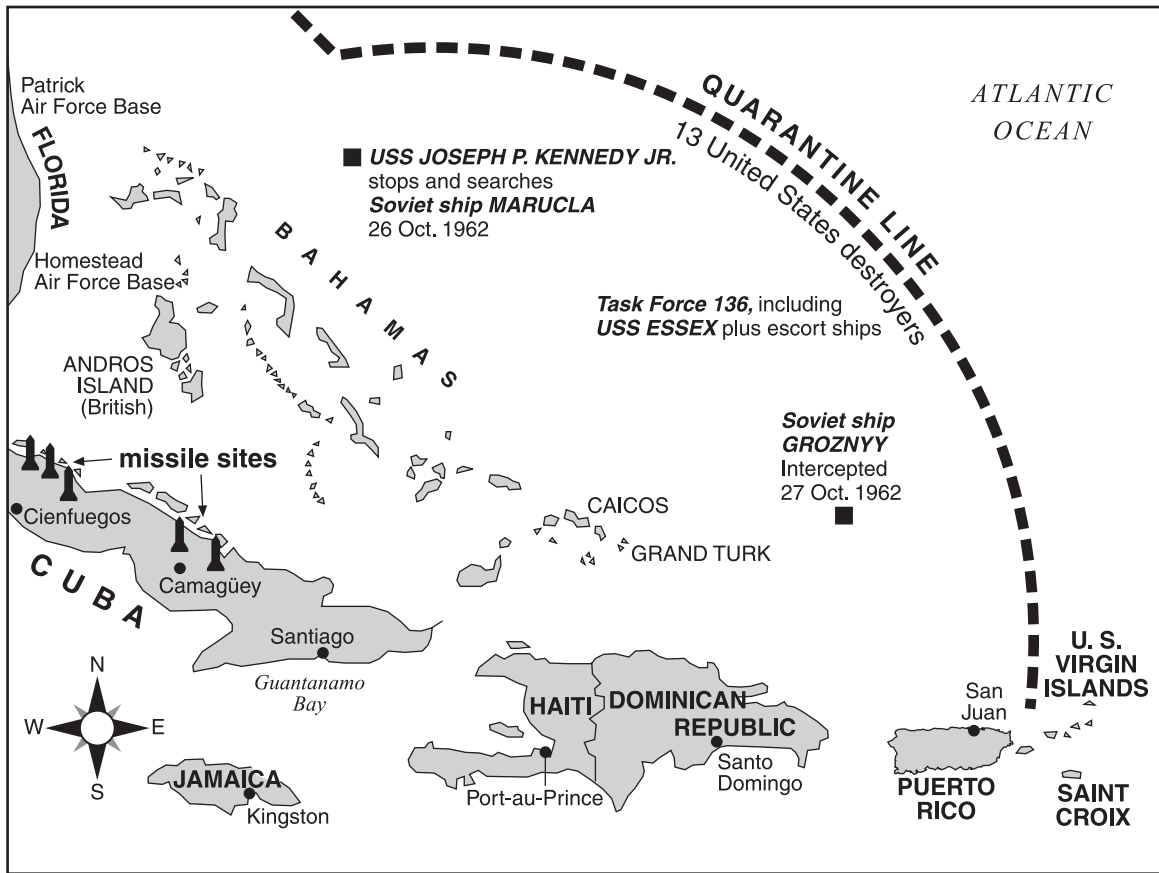 Patrick
Air Force Base
FLORIDA
Homestead
Air Force Base
BAHAMAS
ANDROS
ISLAND
(British)
USS JOSEPH P. KENNEDY JR.
stops and searches
Soviet ship MARUCLA
26 Oct. 1962
QUARANTINE LINE
13 United States destroyers
ATLANTIC
OCEAN
Task Force 136, including
USS ESSEX plus escort ships
Soviet ship
GROZNYY
Intercepted
27 Oct. 1962
missile sites
Cienfuegos
CUBA
Camagüey
Santiago
Guantanamo
Bay
CAICOS
GRAND TURK
N
W
E
S
JAMAICA
Kingston
HAITI
Port-au-Prince
DOMINICAN
REPUBLIC
Santo
Domingo
San
Juan
PUERTO
RICO
U. S.
VIRGIN
ISLANDS
SAINT
CROIX